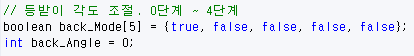 // 등받이 각도 조절. 0단계 ~ 4단계
boolean back_Mode[5] = {true, false, false, false, false};
int back_Angle = 0;